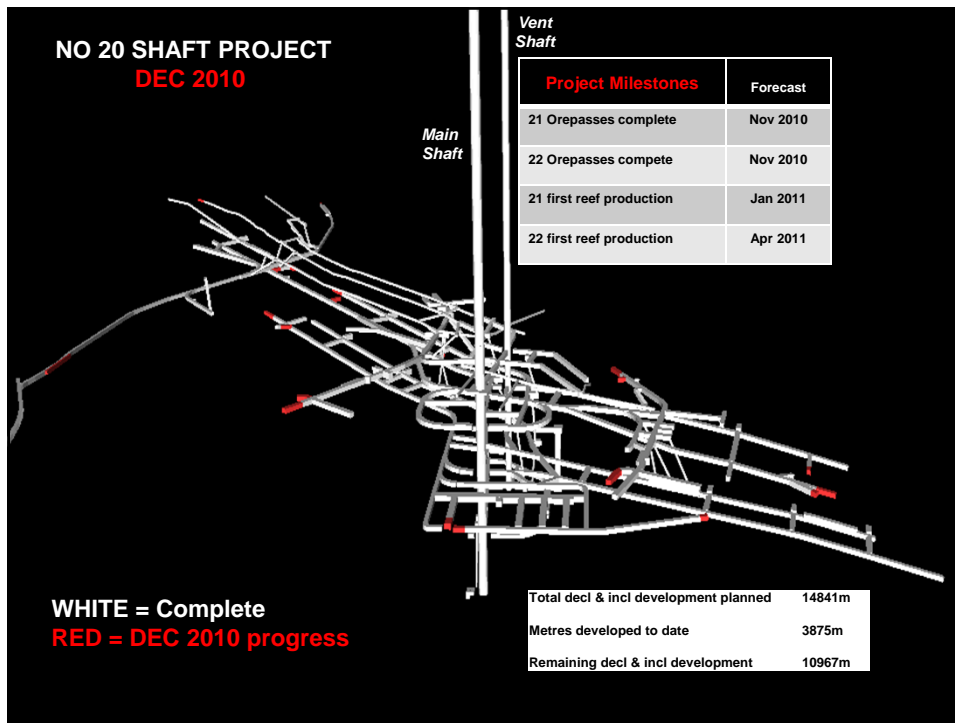 NO 20 SHAFT PROJECT
DEC 2010
Vent
Shaft
Main
Shaft
Project Milestones Forecast
21 Orepasses complete Nov 2010
22 Orepasses compete Nov 2010
21 first reef production Jan 2011
22 first reef production Apr 2011
WHITE = Complete
RED = DEC 2010 progress
Total decl & incl development planned 14841m
Metres developed to date 3875m
Remaining decl & incl development 10967m